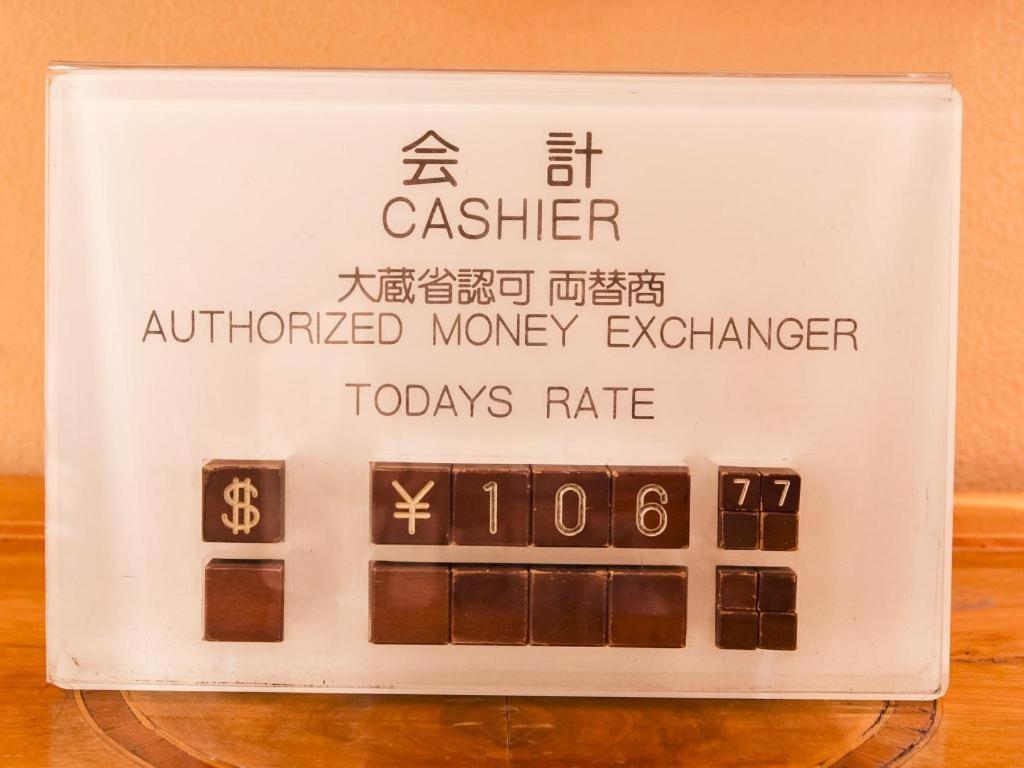 会計
CASHIER
大蔵省認可 両替商
AUTHORIZED MONEY EXCHANGER
TODAYS RATE
$ ¥106 77